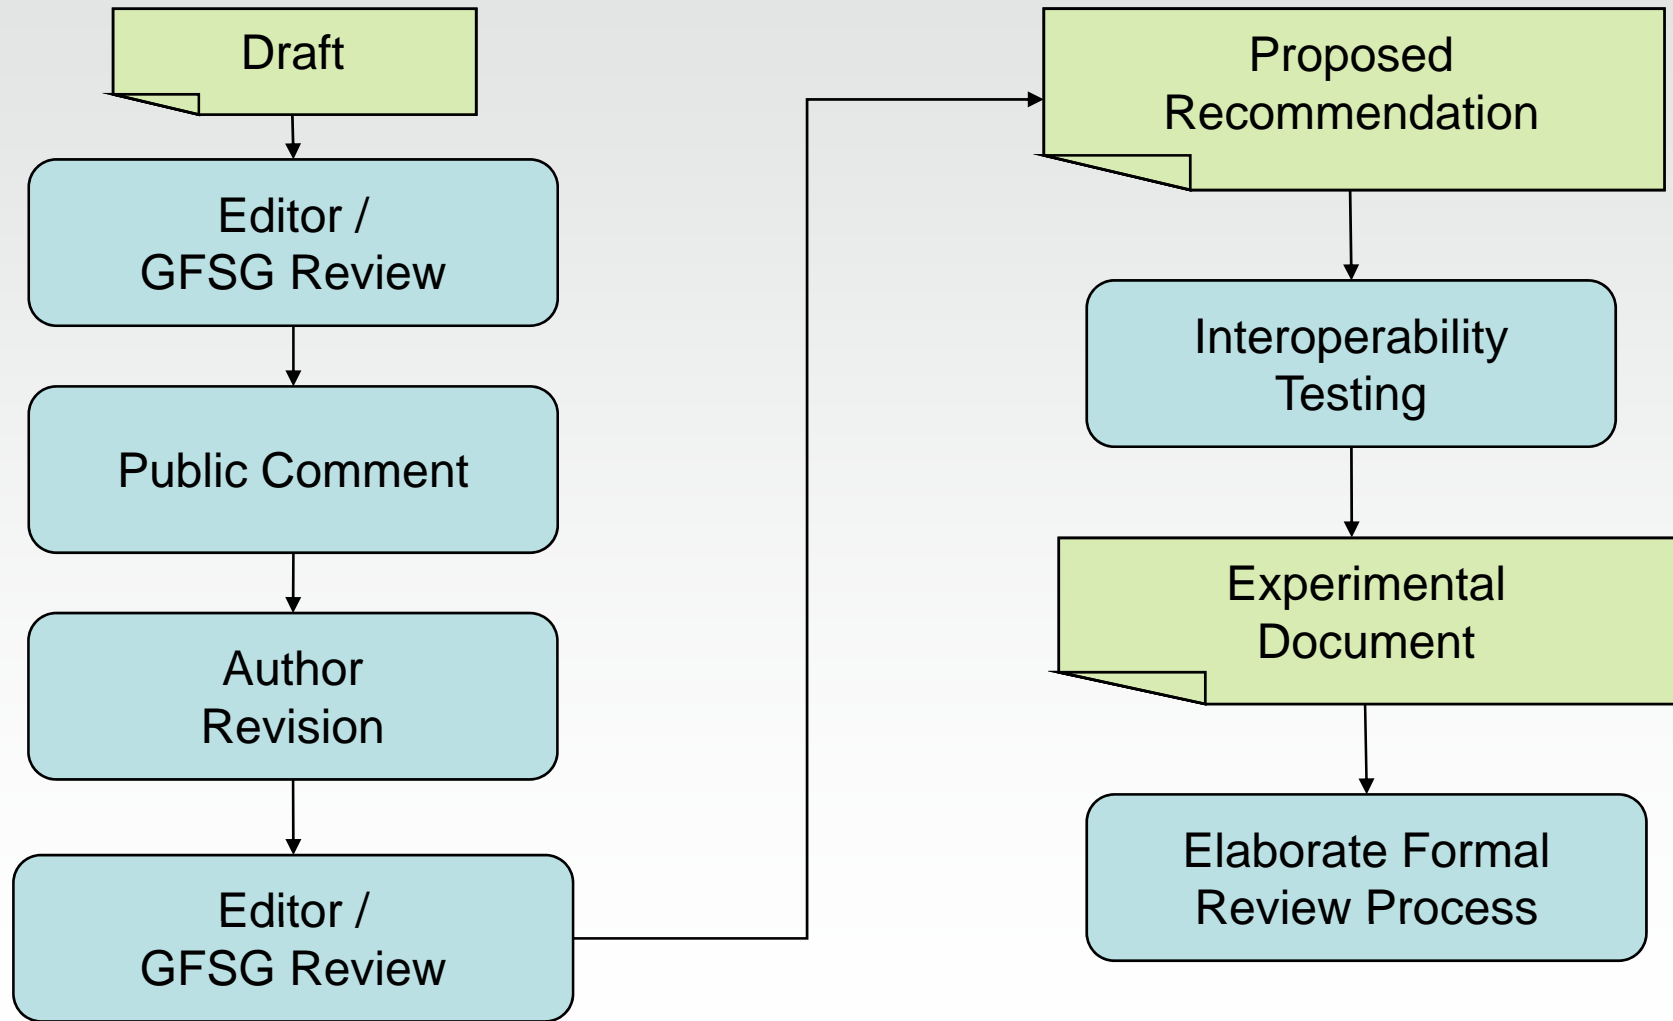 Draft
Editor /
GFSG Review
Public Comment
Author
Revision
Editor /
GFSG Review
Proposed
Recommendation
Interoperability
Testing
Experimental
Document
Elaborate Formal
Review Process